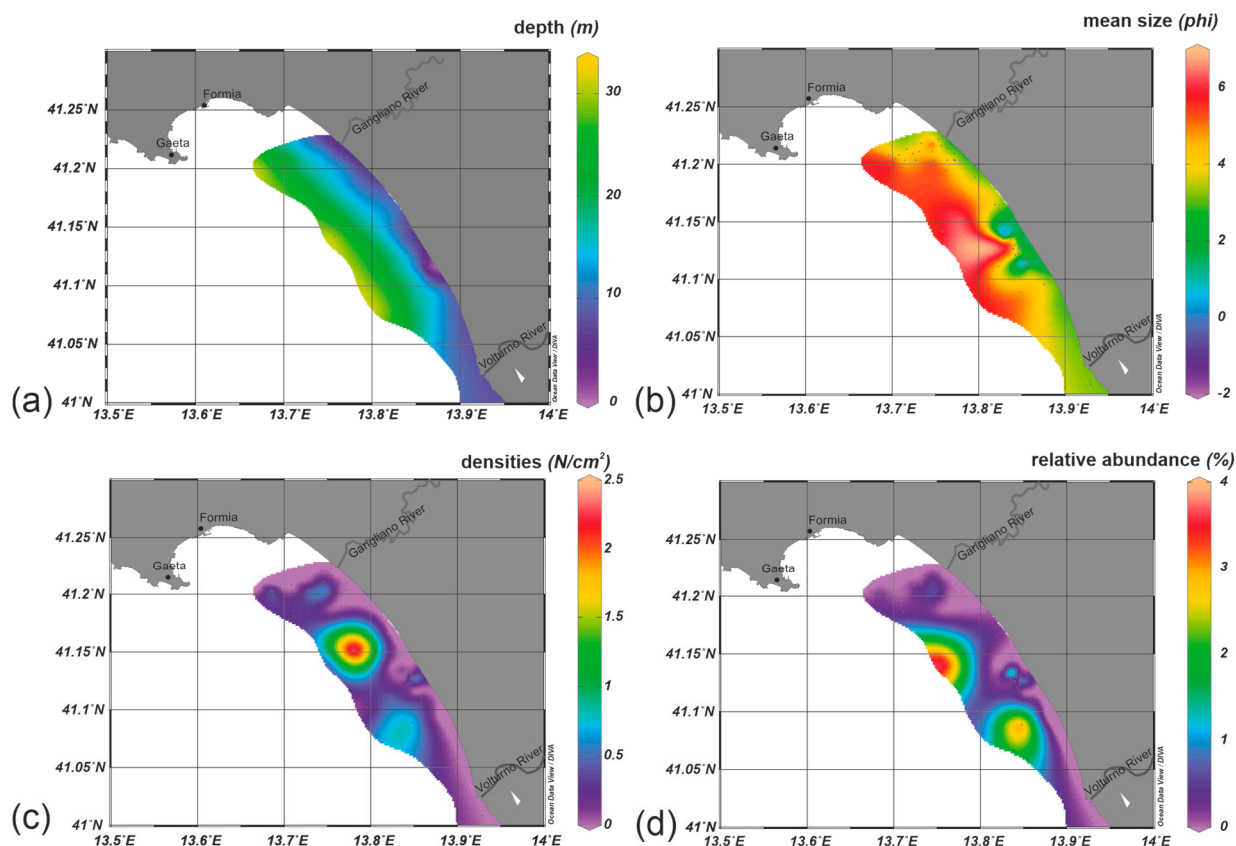 depth (m)
41.25˚N
41.2˚N
41.15˚N
41.1˚N
41.05˚N
41˚N
Formia
Gaeta
Garigliano River
Volturno River
30
20
10
0
Ocean Data View / DIVA
13.5˚E
13.6˚E
13.7˚E
13.8˚E
13.9˚E
14˚E
(a)
mean size (phi)
41.25˚N
41.2˚N
41.15˚N
41.1˚N
41.05˚N
41˚N
Formia
Gaeta
Garigliano River
Volturno River
6
4
2
0
-2
Ocean Data View / DIVA
13.5˚E
13.6˚E
13.7˚E
13.8˚E
13.9˚E
14˚E
(b)
densities (N/cm²)
41.25˚N
41.2˚N
41.15˚N
41.1˚N
41.05˚N
41˚N
Formia
Gaeta
Garigliano River
Volturno River
2.5
2
1.5
1
0.5
0
Ocean Data View / DIVA
13.5˚E
13.6˚E
13.7˚E
13.8˚E
13.9˚E
14˚E
(c)
relative abundance (%)
41.25˚N
41.2˚N
41.15˚N
41.1˚N
41.05˚N
41˚N
Formia
Gaeta
Garigliano River
Volturno River
4
3
2
1
0
Ocean Data View / DIVA
13.5˚E
13.6˚E
13.7˚E
13.8˚E
13.9˚E
14˚E
(d)